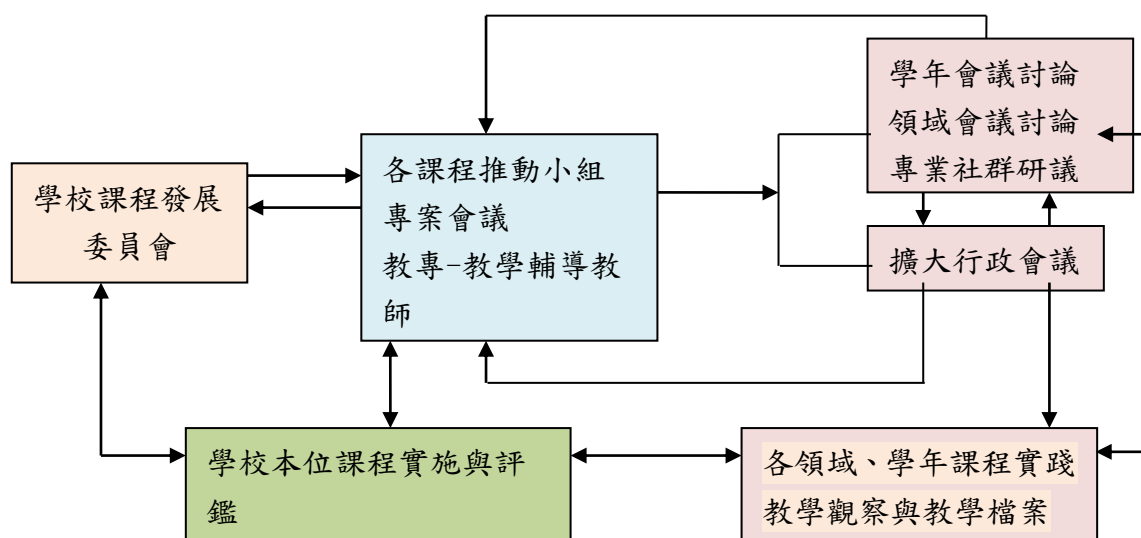 學校課程發展
委員會
各課程推動小組
專案會議
教專-教學輔導教
師
學年會議討論
領域會議討論
專業社群研議
擴大行政會議
學校本位課程實施與評
鑑
各領域、學年課程實踐
教學觀察與教學檔案